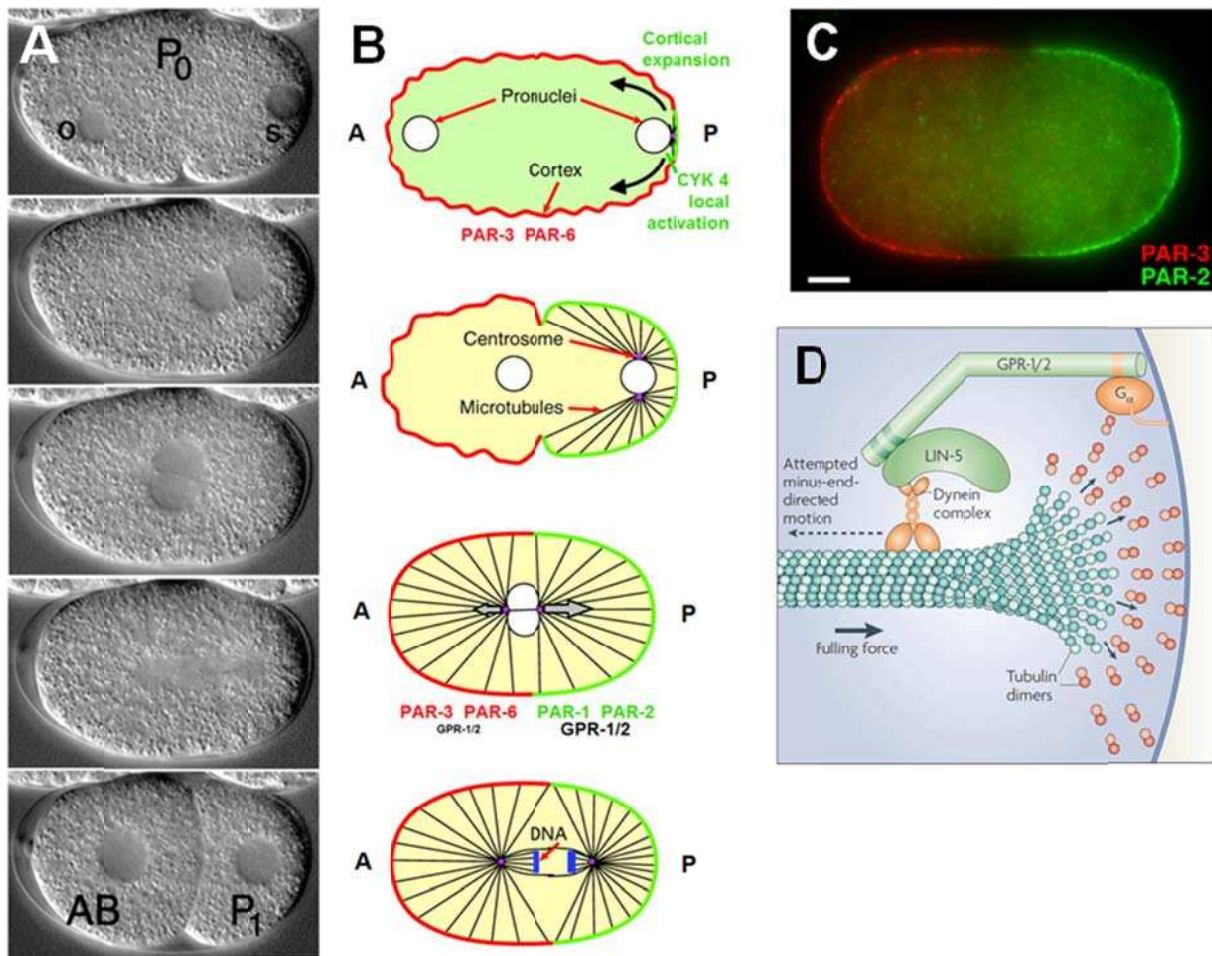 A
P0
o
s
AB
P1
B
Cortical
expansion
Pronuclei
A
P
Cortex
CYK 4
local
activation
PAR-3 PAR-6
Centrosome
A
P
Microtubules
A
P
PAR-3 PAR-6
PAR-1 PAR-2
GPR-1/2
GPR-1/2
DNA
A
P
C
PAR-3
PAR-2
D
GPR-1/2
Gα
LIN-5
Attempted
minus-end-
directed
motion
Dynein
complex
Pulling force
Tubulin
dimers